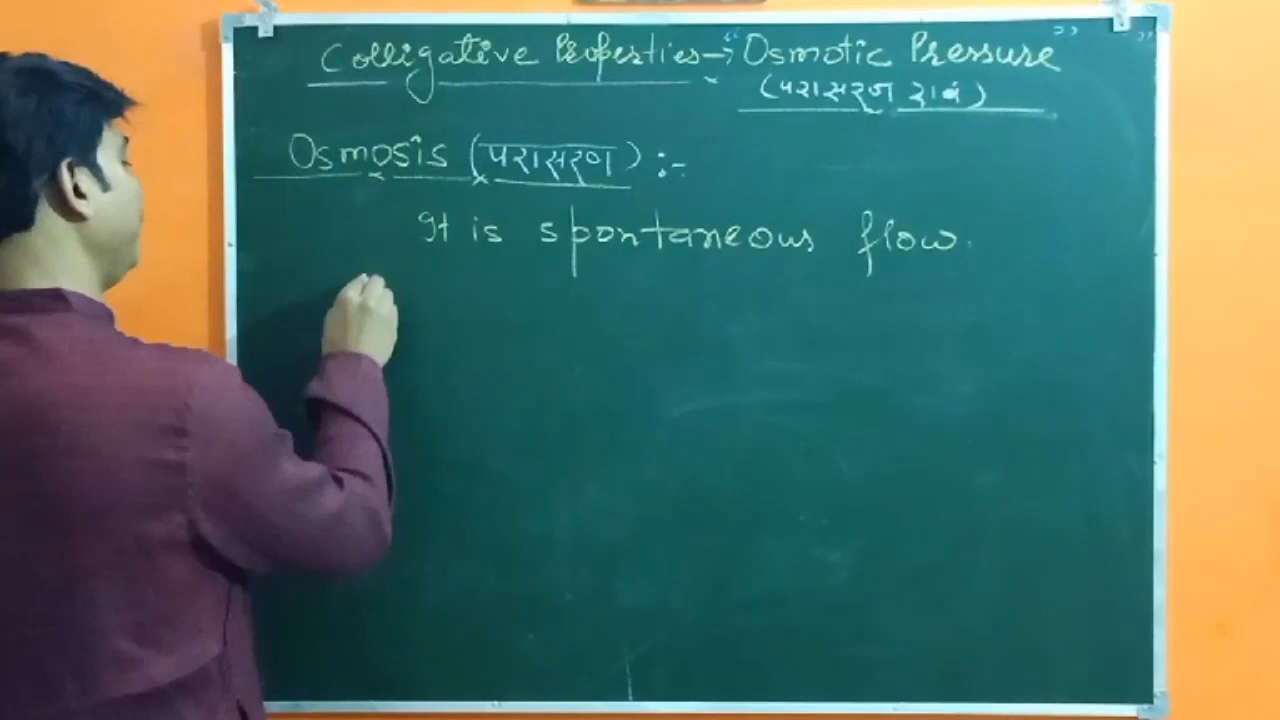 Colligative Properties → "Osmotic Pressure"
(परासरण दाब)
Osmosis (परासरण) :-
It is spontaneous flow.